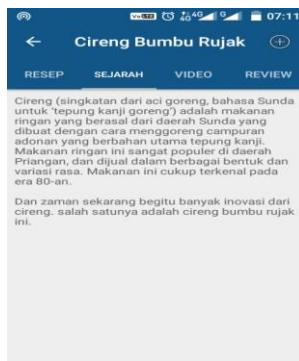 07:11
Cireng Bumbu Rujak
RESEP SEJARAH VIDEO REVIEW
Cireng (singkatan dari aci goreng, bahasa Sunda
untuk 'tepung kanji goreng') adalah makanan
ringan yang berasal dari daerah Sunda yang
dibuat dengan cara menggoreng campuran
adonan yang berbahan utama tepung kanji.
Makanan ringan ini sangat populer di daerah
Priangan, dan dijual dalam berbagai bentuk dan
variasi rasa. Makanan ini cukup terkenal pada
era 80-an.
Dan zaman sekarang begitu banyak inovasi dari
cireng. salah satunya adalah cireng bumbu rujak
ini.